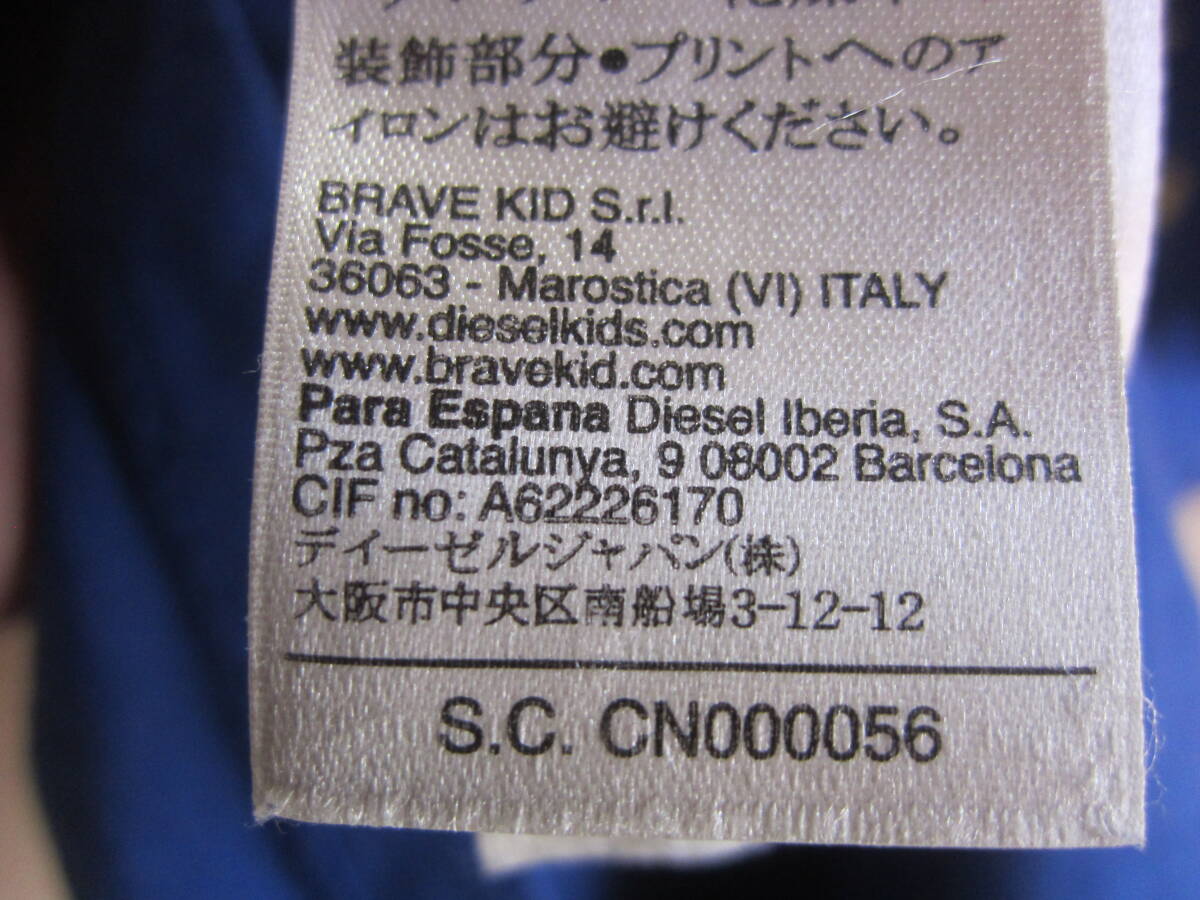 装飾部分•プリントへのア
イロンはお避けください。
BRAVE KID S.r.l.
Via Fosse, 14
36063 - Marostica (VI) ITALY
www.dieselkids.com
www.bravekid.com
Para Espana Diesel Iberia, S.A.
Pza Catalunya, 9 08002 Barcelona
CIF no: A62226170
ディーゼルジャパン(株)
大阪市中央区南船場3-12-12
S.C. CN000056